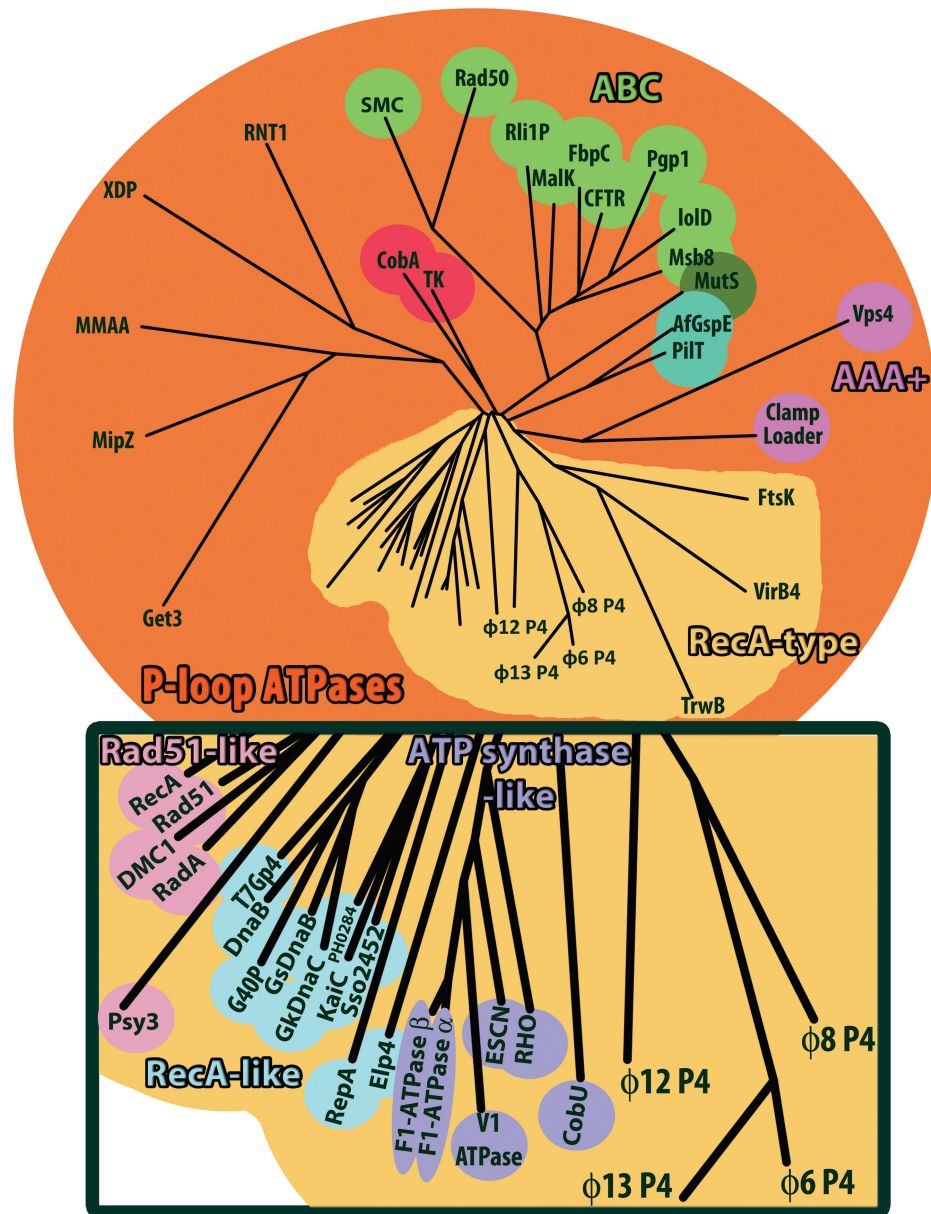 Rad50
ABC
SMC
RNT1
Rli1P
FbpC
Pgp1
MalK
XDP
CFTR
lolD
CobA
Msb8
TK
MutS
MMAA
AfGspE
Vps4
PilT
AAA+
Clamp
Loader
MipZ
FtsK
VirB4
Get3
ϕ8 P4
ϕ12 P4
RecA-type
ϕ6 P4
ϕ13 P4
P-loop ATPases
TrwB
Rad51-like
ATP synthase
-like
RecA
Rad51
DMC1
RadA
T7Gp4
DnaB
G40P
GsDnaB
GkDnaC
KaiC
PH0284
Sso2452
Psy3
RecA-like
RepA
Elp4
F1-ATPase β
F1-ATPase α
ESCN
RHO
V1
ATPase
CobU
ϕ12 P4
ϕ8 P4
ϕ13 P4
ϕ6 P4